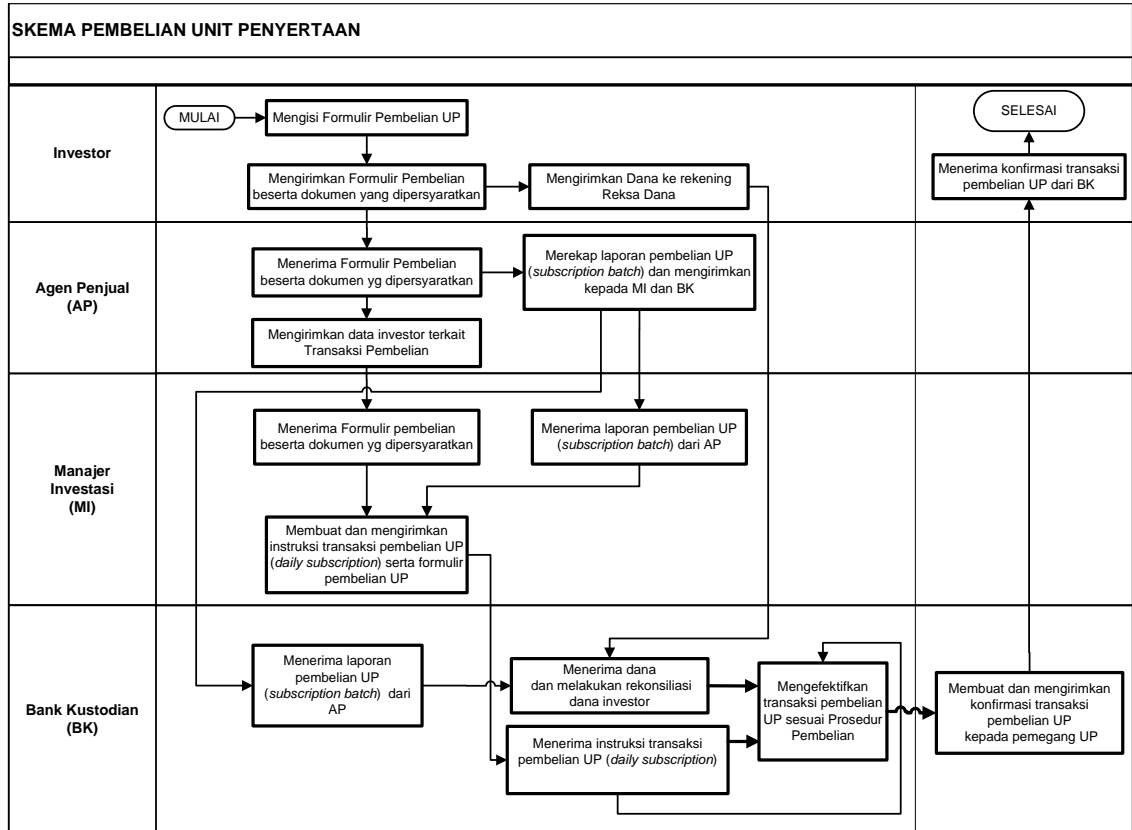 SKEMA PEMBELIAN UNIT PENYERTAAN
Investor
MULAI
Mengisi Formulir Pembelian UP
Mengirimkan Formulir Pembelian
beserta dokumen yang dipersyaratkan
Mengirimkan Dana ke rekening
Reksa Dana
SELESAI
Menerima konfirmasi transaksi
pembelian UP dari BK
Agen Penjual
(AP)
Menerima Formulir Pembelian
beserta dokumen yg dipersyaratkan
Merekap laporan pembelian UP
(subscription batch) dan mengirimkan
kepada MI dan BK
Mengirimkan data investor terkait
Transaksi Pembelian
Manajer
Investasi
(MI)
Menerima Formulir pembelian
beserta dokumen yg dipersyaratkan
Menerima laporan pembelian UP
(subscription batch) dari AP
Membuat dan mengirimkan
instruksi transaksi pembelian UP
(daily subscription) serta formulir
pembelian UP
Bank Kustodian
(BK)
Menerima laporan
pembelian UP
(subscription batch) dari
AP
Menerima dana
dan melakukan rekonsiliasi
dana investor
Menerima instruksi transaksi
pembelian UP (daily subscription)
Mengefektifkan
transaksi pembelian
UP sesuai Prosedur
Pembelian
Membuat dan mengirimkan
konfirmasi transaksi
pembelian UP
kepada pemegang UP